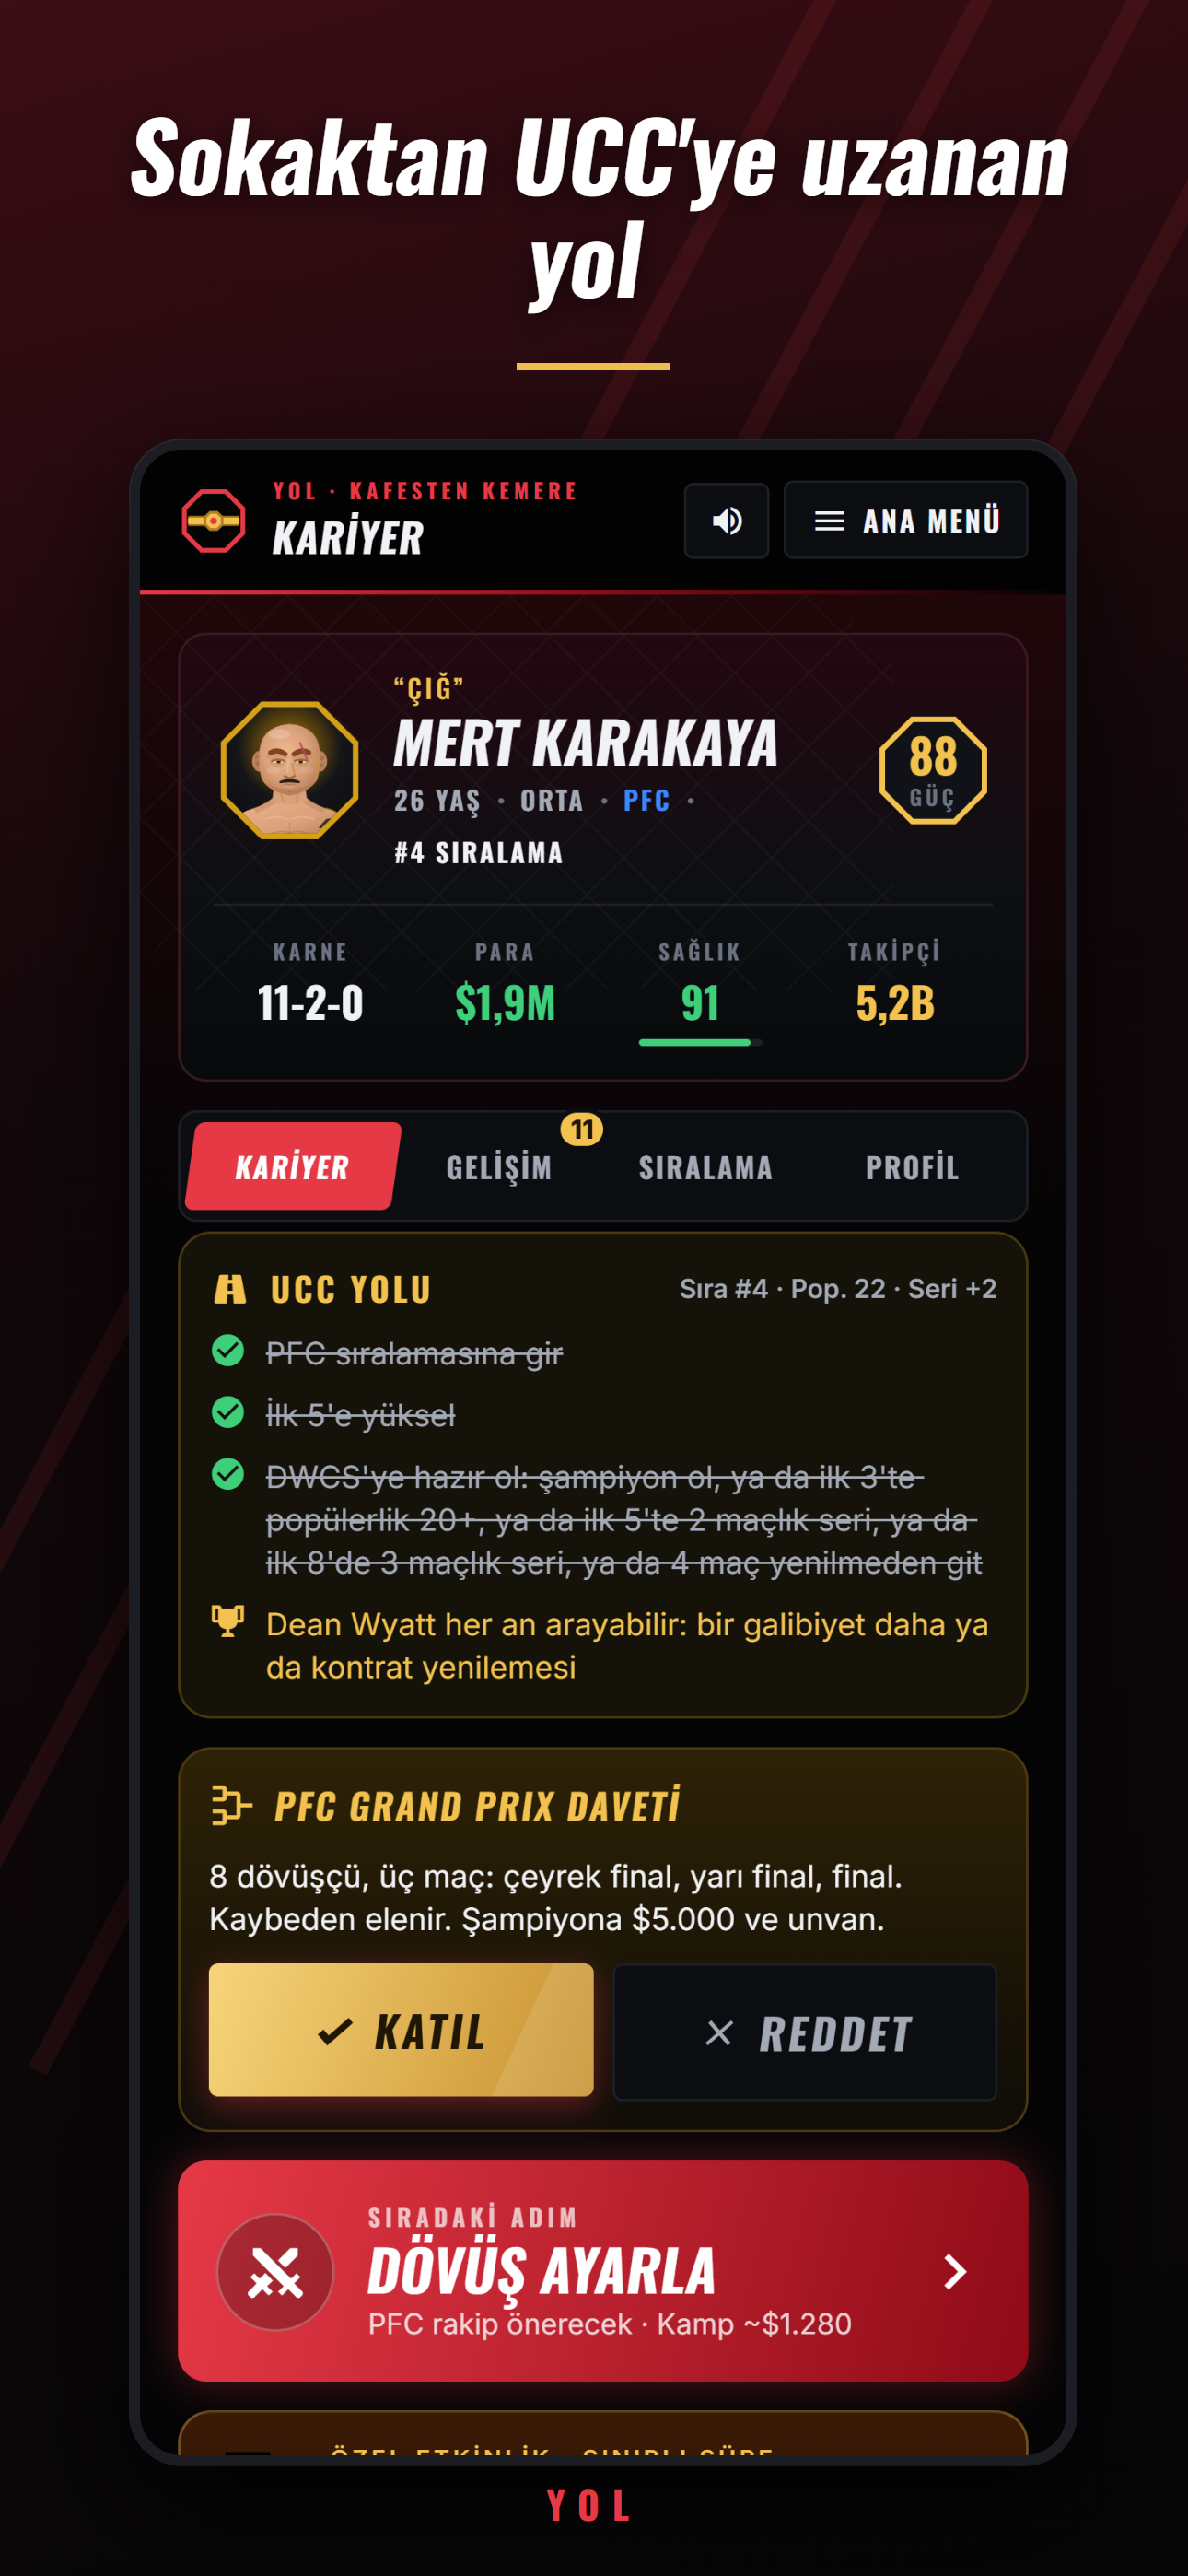 Sokaktan UCC'ye uzanan
yol
YOL · KAFESTEN KEMERE
KARİYER
ANA MENÜ
“ÇIĞ”
MERT KARAKAYA
26 YAŞ · ORTA · PFC ·
#4 SIRALAMA
88
GÜÇ
KARNE
PARA
SAĞLIK
TAKİPÇİ
11-2-0
$1,9M
91
5,2B
KARİYER
GELİŞİM
11
SIRALAMA
PROFİL
UCC YOLU
Sıra #4 · Pop. 22 · Seri +2
PFC sıralamasına gir
İlk 5'e yüksel
DWCS'ye hazır ol: şampiyon ol, ya da ilk 3'te
popülerlik 20+, ya da ilk 5'te 2 maçlık seri, ya da
ilk 8'de 3 maçlık seri, ya da 4 maç yenilmeden git
Dean Wyatt her an arayabilir: bir galibiyet daha ya
da kontrat yenilemesi
PFC GRAND PRIX DAVETİ
8 dövüşçü, üç maç: çeyrek final, yarı final, final.
Kaybeden elenir. Şampiyona $5.000 ve unvan.
KATIL
REDDET
SIRADAKİ ADIM
DÖVÜŞ AYARLA
PFC rakip önerecek · Kamp ~$1.280
ÖZEL ETKİNLİK · SINIRLI SÜRE
YOL